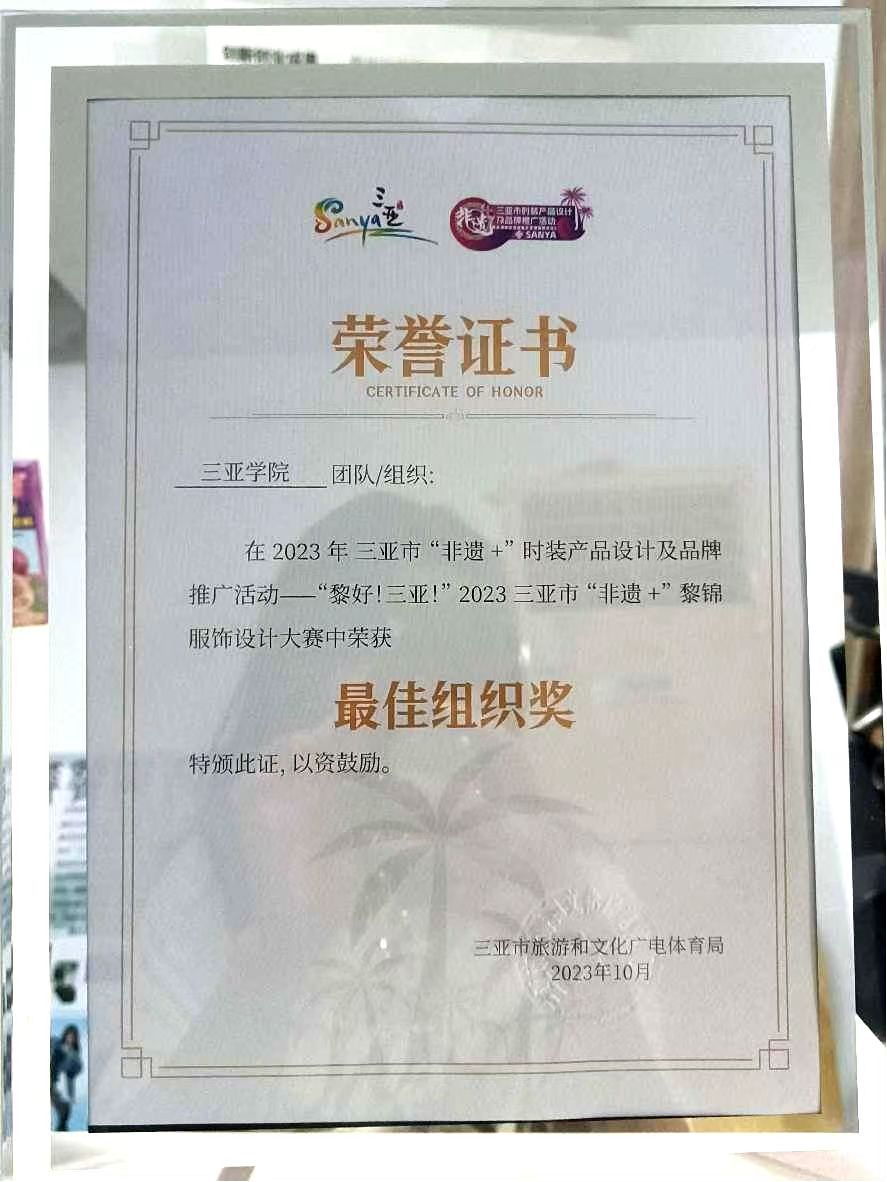 三亚
Sanya
非遗
三亚市时装产品设计
及品牌推广活动
SANYA
荣誉证书
CERTIFICATE OF HONOR
三亚学院 团队/组织:
在 2023 年 三亚市 “非遗 +” 时装产品设计及品牌
推广活动——“黎好!三亚!” 2023 三亚市 “非遗 +” 黎锦
服饰设计大赛中荣获
最佳组织奖
特颁此证, 以资鼓励。
三亚市旅游和文化广电体育局
2023年10月